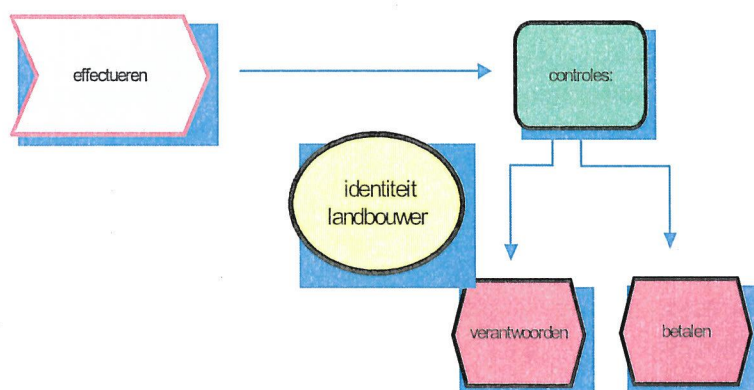 effectueren
controles:
identiteit
landbouwer
verantwoorden
betalen